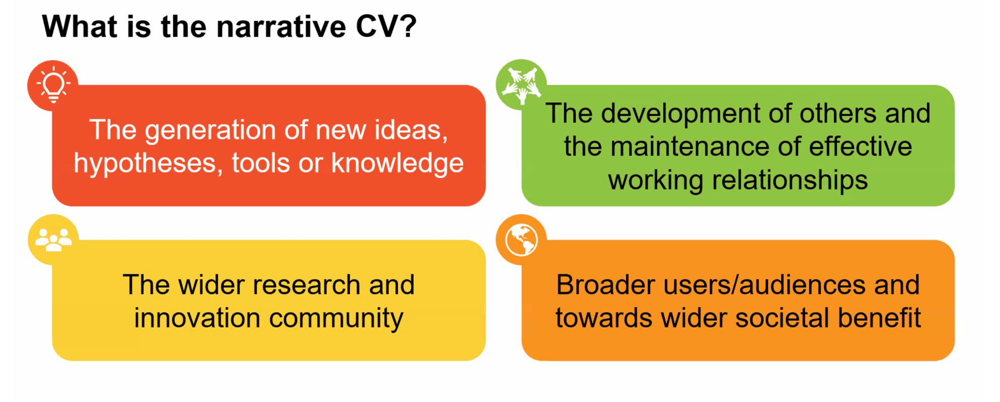 What is the narrative CV?
The generation of new ideas,
hypotheses, tools or knowledge
The development of others and
the maintenance of effective
working relationships
The wider research and
innovation community
Broader users/audiences and
towards wider societal benefit